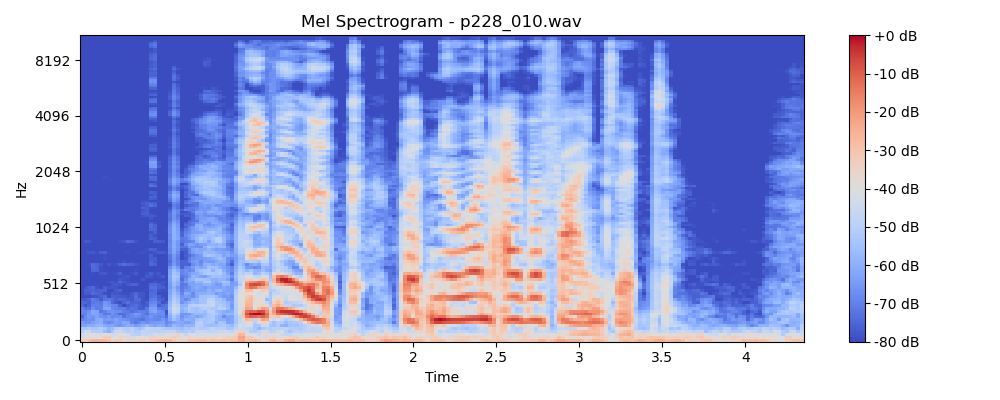 Mel Spectrogram - p228_010.wav
8192
4096
2048
1024
512
0
Hz
0
0.5
1
1.5
2
2.5
3
3.5
4
Time
+0 dB
-10 dB
-20 dB
-30 dB
-40 dB
-50 dB
-60 dB
-70 dB
-80 dB